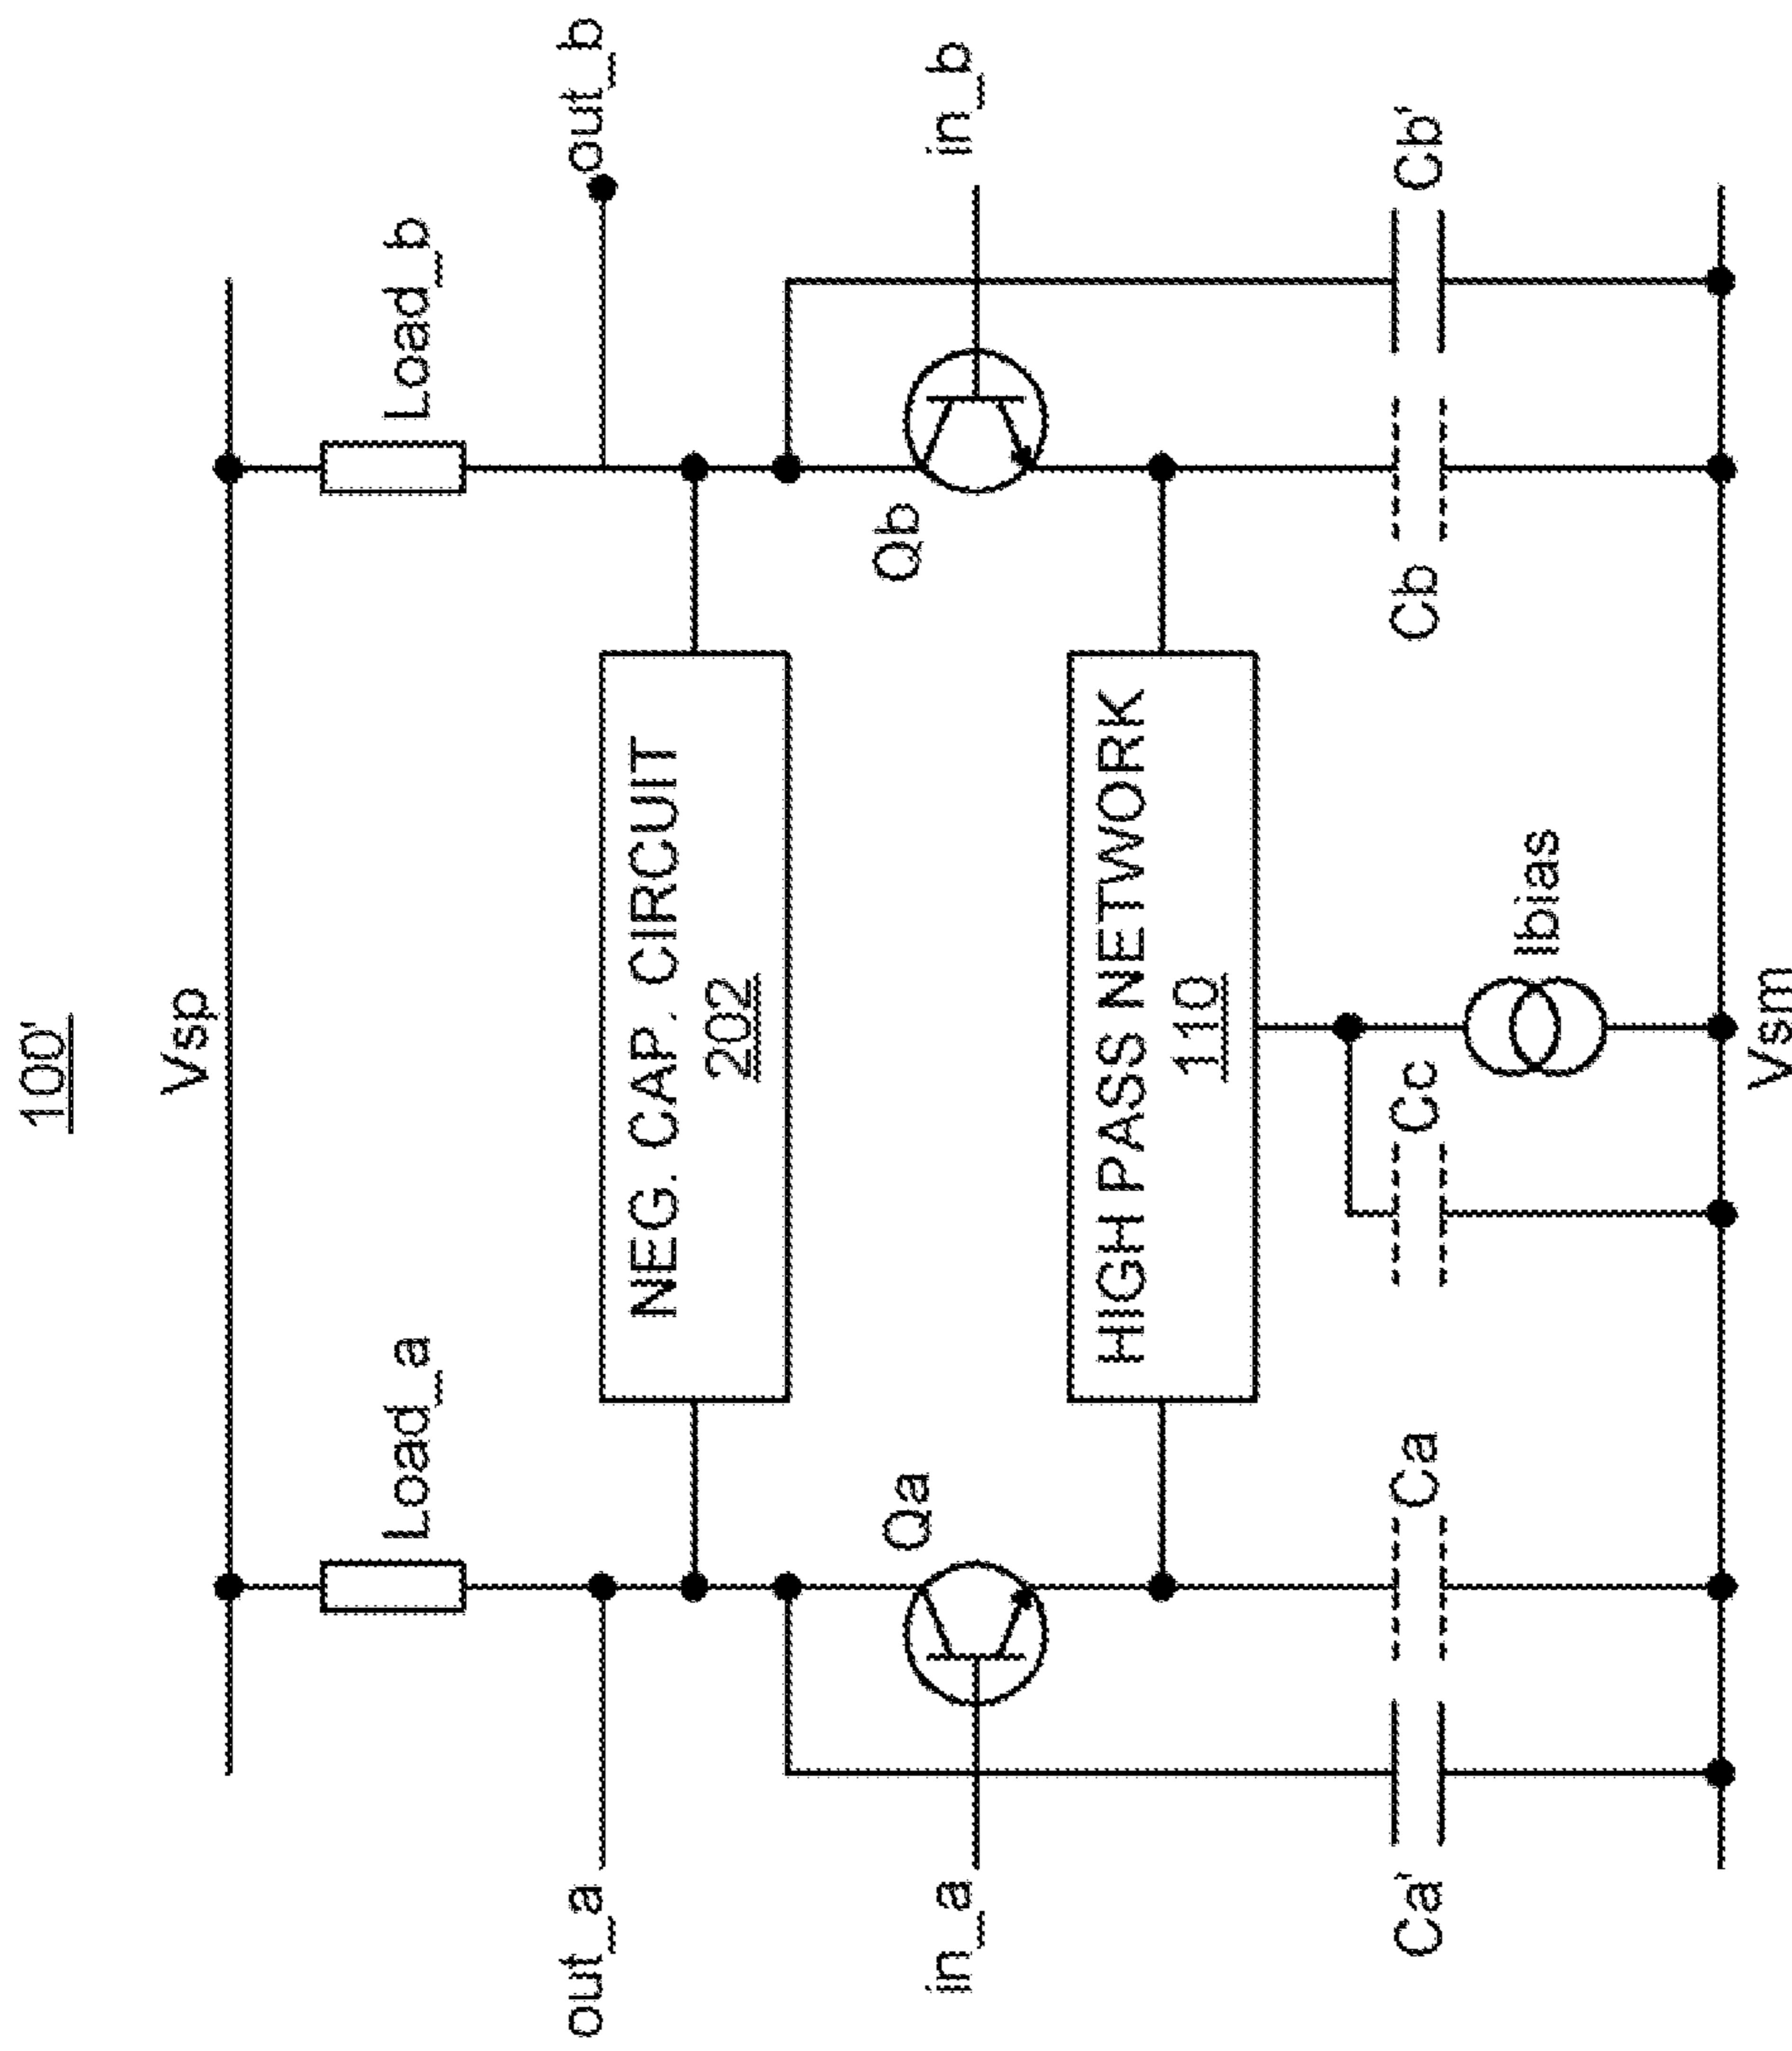 100'
Vsp
Load_a
Load_b
out_a
out_b
NEG. CAP. CIRCUIT
202
Qa
Qb
in_a
in_b
HIGH PASS NETWORK
110
Ca'
Ca
Cc
Ibias
Cb
Cb'
Vsm